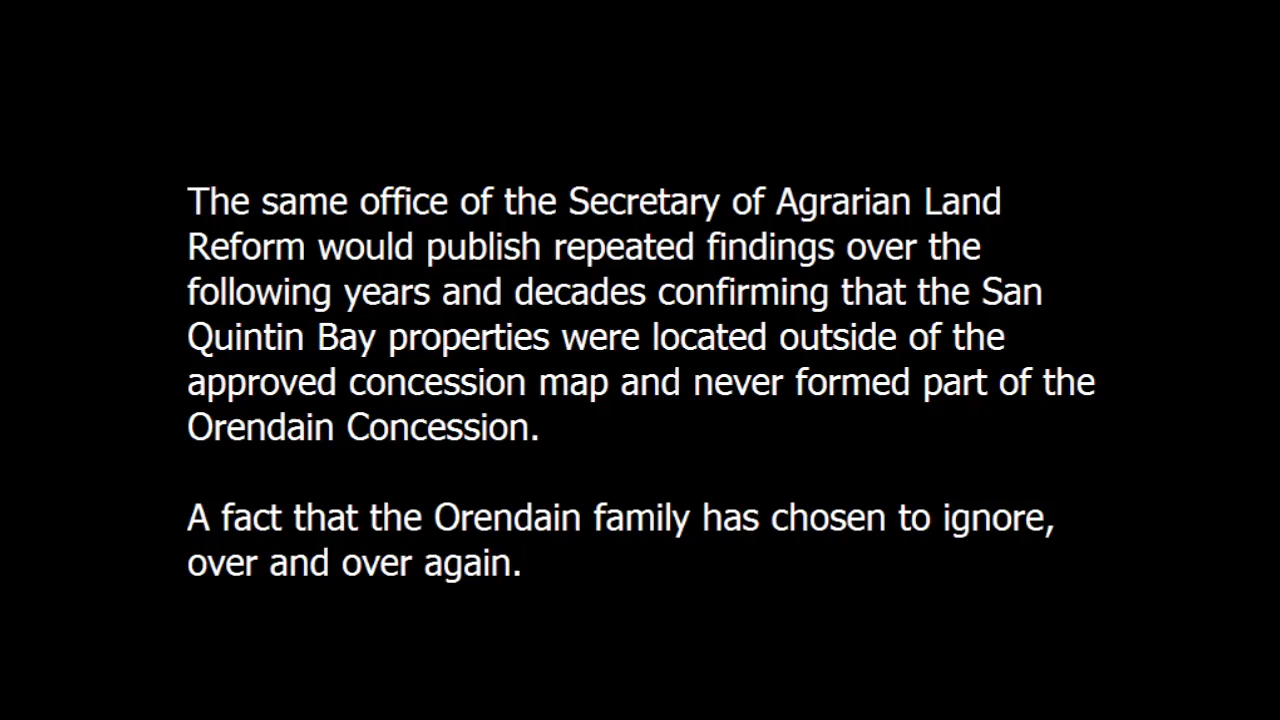 The same office of the Secretary of Agrarian Land
Reform would publish repeated findings over the
following years and decades confirming that the San
Quintin Bay properties were located outside of the
approved concession map and never formed part of the
Orendain Concession.
A fact that the Orendain family has chosen to ignore,
over and over again.